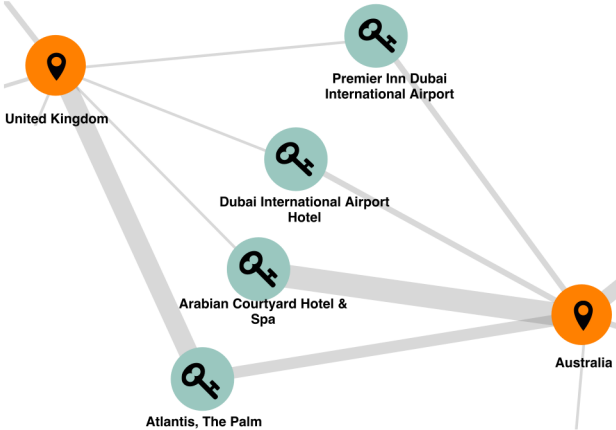 Premier Inn Dubai
International Airport
United Kingdom
Dubai International Airport
Hotel
Arabian Courtyard Hotel &
Spa
Australia
Atlantis, The Palm